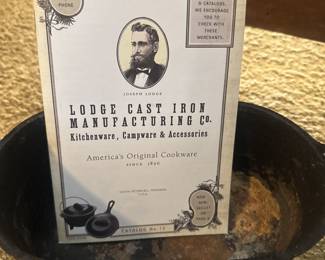 PHONE
& CATALOGS.
WE ENCOURAGE
YOU TO
CHECK WITH
THESE
MERCHANTS.
JOSEPH LODGE
LODGE CAST IRON
MANUFACTURING Co.
Kitchenware, Campware & Accessories
America's Original Cookware
SINCE 1896
CATALOG No. 12